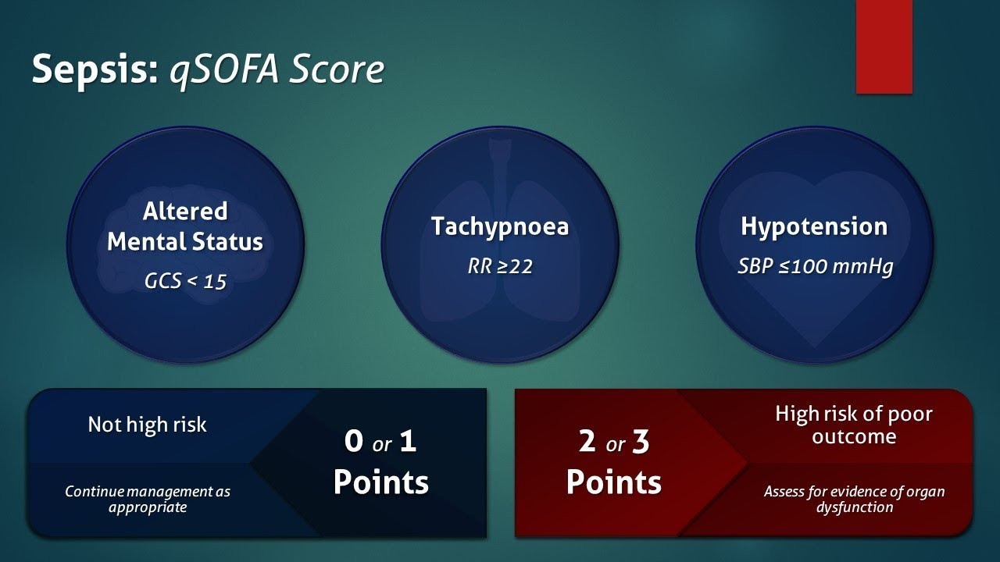 Sepsis: qSOFA Score
Altered
Mental Status
GCS < 15
Tachypnoea
RR ≥22
Hypotension
SBP ≤100 mmHg
Not high risk
Continue management as
appropriate
0 or 1
Points
2 or 3
Points
High risk of poor
outcome
Assess for evidence of organ
dysfunction